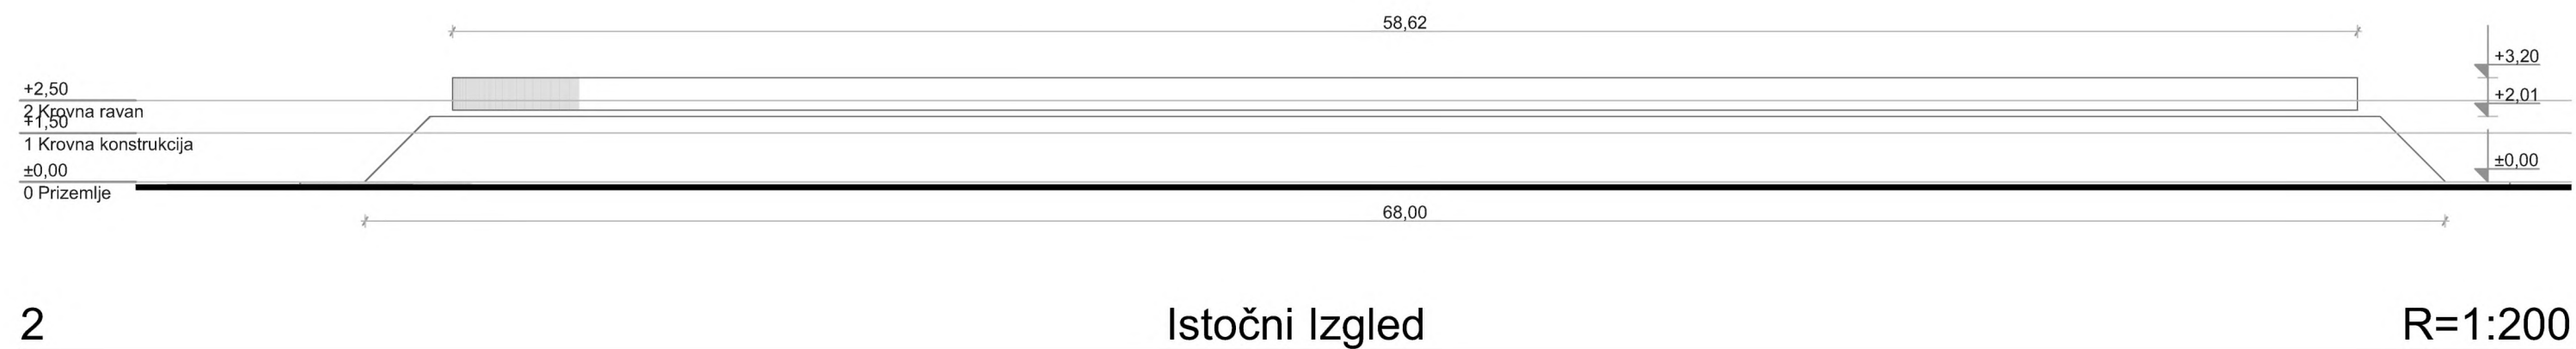 58,62
+3,20
+2,50
+2,01
2 Krovna ravan
+1,50
1 Krovna konstrukcija
±0,00
±0,00
0 Prizemlje
68,00
2
Istočni Izgled
R=1:200